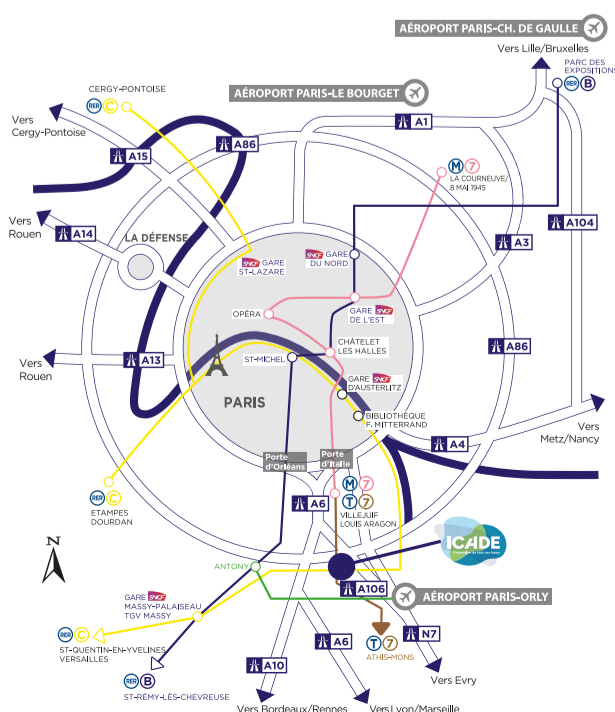 AÉROPORT PARIS-CH. DE GAULLE
Vers Lille/Bruxelles
PARC DES
EXPOSITIONS
RER B
CERGY-PONTOISE
RER C
AÉROPORT PARIS-LE BOURGET
Vers
Cergy-Pontoise
A1
A86
A15
M 7
LA COURNEUVE/
8 MAI 1945
Vers
Rouen
A14
A104
LA DÉFENSE
A3
SNCF GARE
ST-LAZARE
SNCF GARE
DU NORD
OPÉRA
GARE SNCF
DE L'EST
A86
CHÂTELET
LES HALLES
Vers
Rouen
A13
ST-MICHEL
GARE SNCF
D'AUSTERLITZ
PARIS
BIBLIOTHÈQUE
F. MITTERRAND
Vers
Metz/Nancy
A4
Porte
d'Orléans
Porte
d'Italie
RER C
ETAMPES
DOURDAN
A6
M 7
T 7
VILLEJUIF
LOUIS ARAGON
ICADE
N
ANTONY
A106
AÉROPORT PARIS-ORLY
GARE SNCF
MASSY-PALAISEAU
TGV MASSY
RER C
ST-QUENTIN-EN-YVELINES
VERSAILLES
A6
N7
T 7
ATHIS-MONS
A10
RER B
ST-RÉMY-LÈS-CHEVREUSE
Vers Evry
Vers Bordeaux/Rennes
Vers Lyon/Marseille